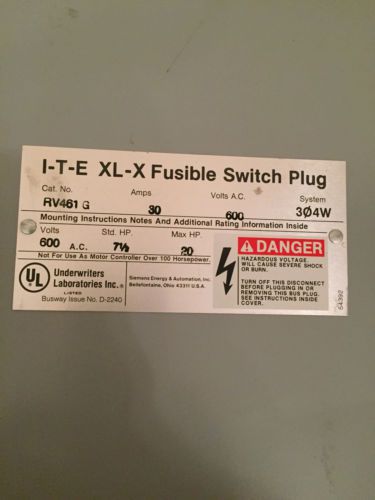 I-T-E XL-X Fusible Switch Plug
Cat. No. Amps Volts A.C. System
RV461 G 30 600 3Ø4W
Mounting Instructions Notes And Additional Rating Information Inside
Volts Std. HP. Max HP.
600 A.C. 7½ 20
Not For Use As Motor Controller Over 100 Horsepower.
UL
Underwriters
Laboratories Inc.®
LISTED
Busway Issue No. D-2240
Siemens Energy & Automation, Inc.
Bellefontaine, Ohio 43311 U.S.A.
DANGER
HAZARDOUS VOLTAGE.
WILL CAUSE SEVERE SHOCK
OR BURN.
TURN OFF THIS DISCONNECT
BEFORE PLUGGING IN OR
REMOVING THIS BUS PLUG.
SEE INSTRUCTIONS INSIDE
COVER.
64392